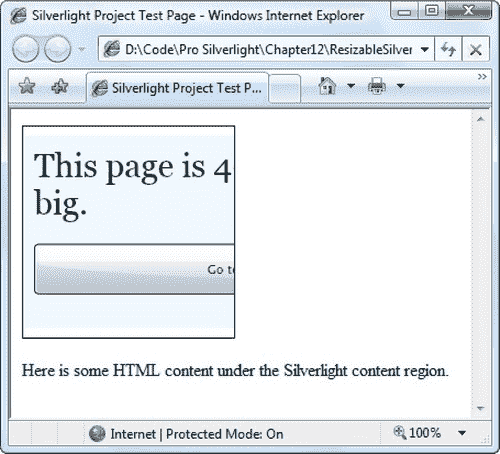 Silverlight Project Test Page - Windows Internet Explorer
D:\Code\Pro Silverlight\Chapter12\ResizableSilver
Silverlight Project Test P...
This page is 4
big.
Go to
Here is some HTML content under the Silverlight content region.
Internet | Protected Mode: On
100%